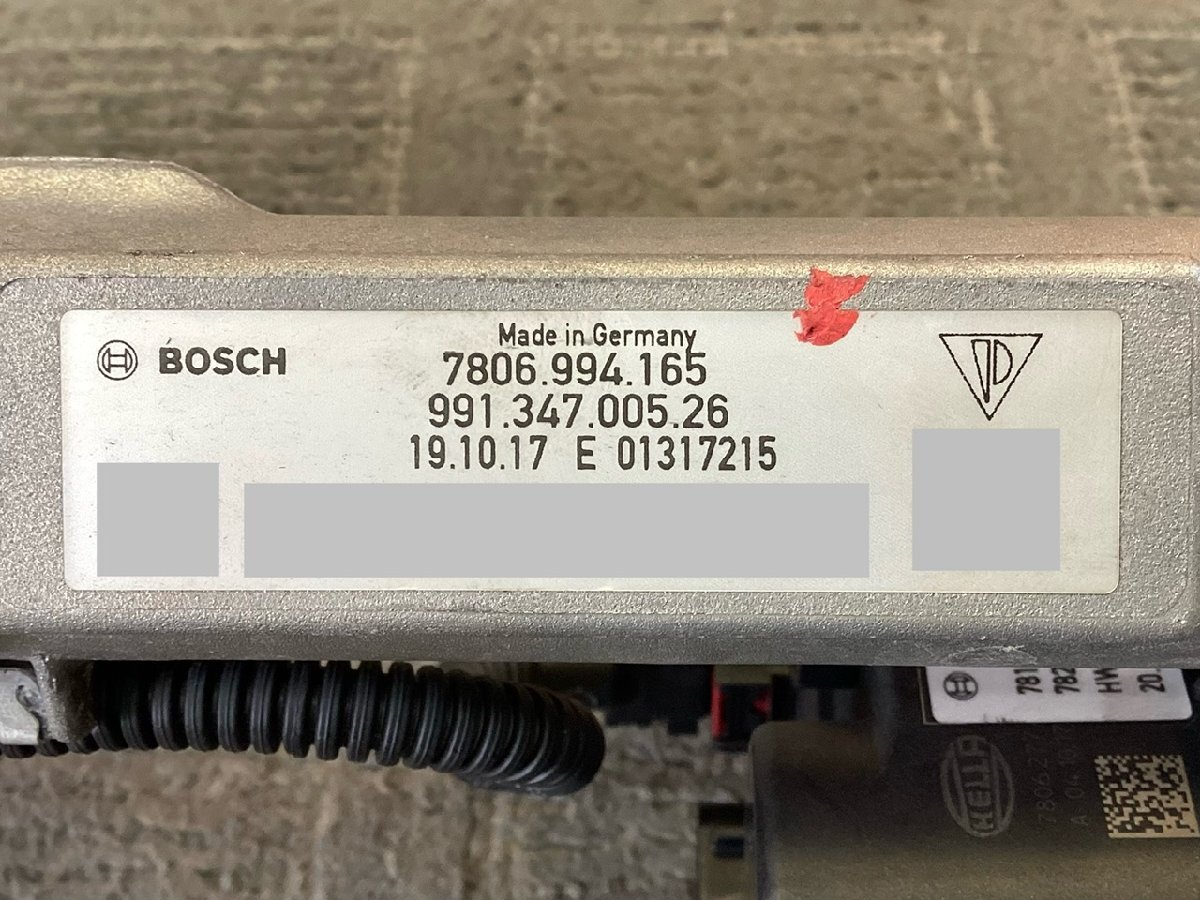 Made in Germany
BOSCH
7806.994.165
991.347.005.26
19.10.17 E 01317215
HELLA